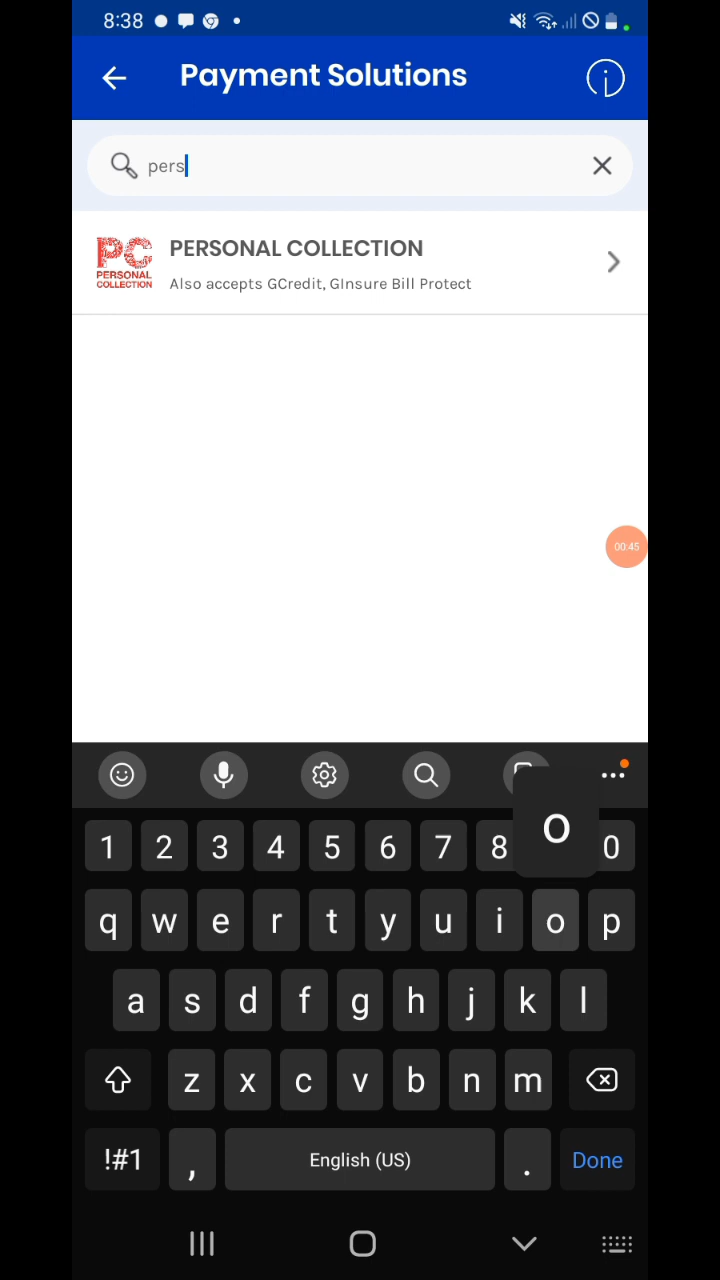 8:38
Payment Solutions
pers
PC
PERSONAL
COLLECTION
PERSONAL COLLECTION
Also accepts GCredit, GInsure Bill Protect
00:45
o
1 2 3 4 5 6 7 8 0
q w e r t y u i o p
a s d f g h j k l
z x c v b n m
!#1 , English (US) . Done